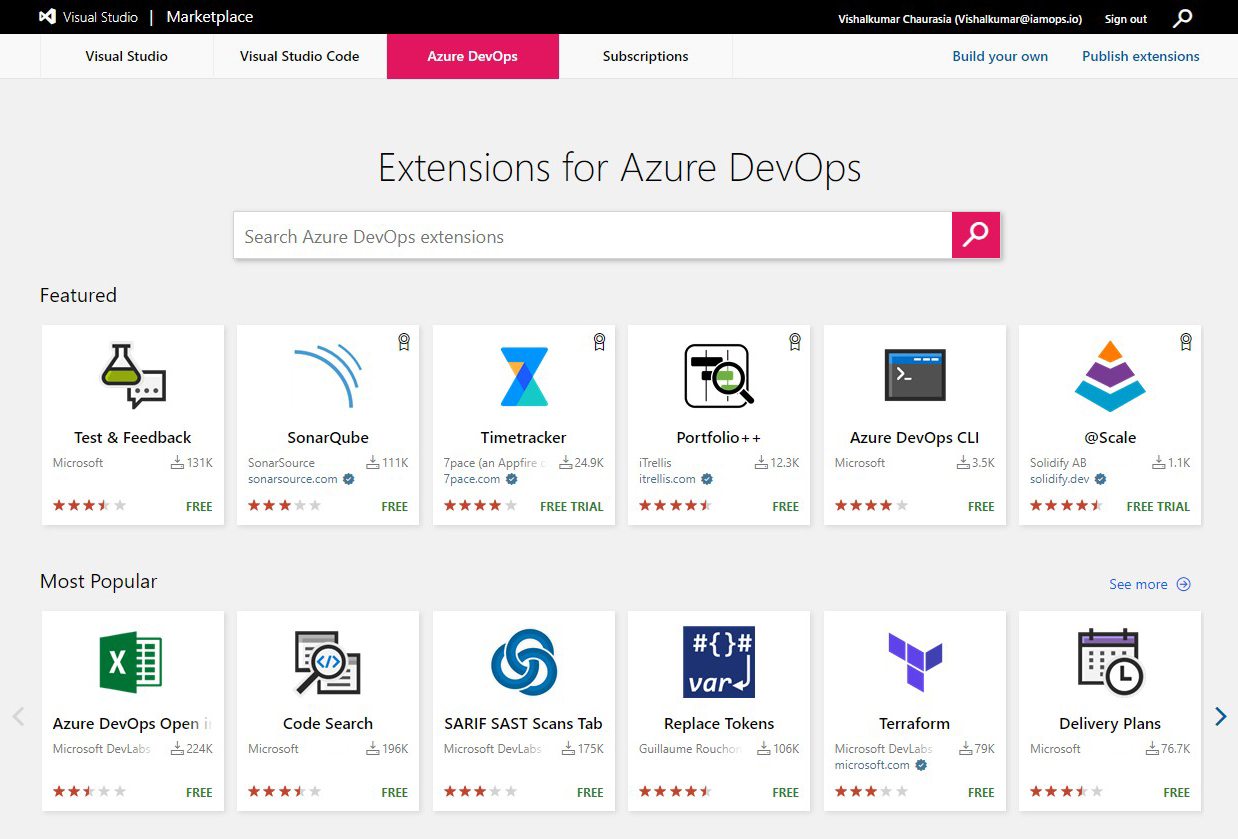 Visual Studio | Marketplace
Vishalkumar Chaurasia (Vishalkumar@iamops.io) Sign out
Visual Studio Visual Studio Code Azure DevOps Subscriptions Build your own Publish extensions
Extensions for Azure DevOps
Search Azure DevOps extensions
Featured
Test & Feedback
Microsoft 131K
FREE
SonarQube
SonarSource 111K
sonarsource.com
FREE
Timetracker
7pace (an Appfire 24.9K
7pace.com
FREE TRIAL
Portfolio++
iTrellis 12.3K
itrellis.com
FREE
Azure DevOps CLI
Microsoft 3.5K
FREE
@Scale
Solidify AB 1.1K
solidify.dev
FREE TRIAL
Most Popular
See more
Azure DevOps Open
Microsoft DevLabs 224K
FREE
Code Search
Microsoft 196K
FREE
SARIF SAST Scans Tab
Microsoft DevLabs 175K
FREE
#{}#
var
Replace Tokens
Guillaume Rouchon 106K
FREE
Terraform
Microsoft DevLabs 79K
microsoft.com
FREE
Delivery Plans
Microsoft 76.7K
FREE